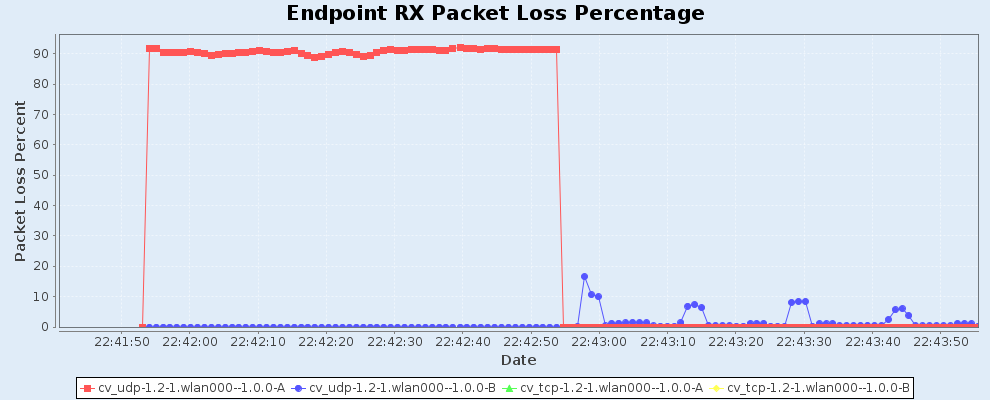 Endpoint RX Packet Loss Percentage
Packet Loss Percent
90
80
70
60
50
40
30
20
10
0
22:41:50 22:42:00 22:42:10 22:42:20 22:42:30 22:42:40 22:42:50 22:43:00 22:43:10 22:43:20 22:43:30 22:43:40 22:43:50
Date
cv_udp-1.2-1.wlan000--1.0.0-A cv_udp-1.2-1.wlan000--1.0.0-B cv_tcp-1.2-1.wlan000--1.0.0-A cv_tcp-1.2-1.wlan000--1.0.0-B